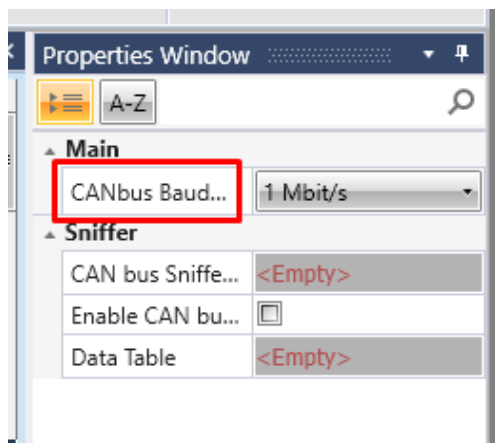 Properties Window
A-Z
Main
CANbus Baud... 1 Mbit/s
Sniffer
CAN bus Sniffe... <Empty>
Enable CAN bu...
Data Table <Empty>